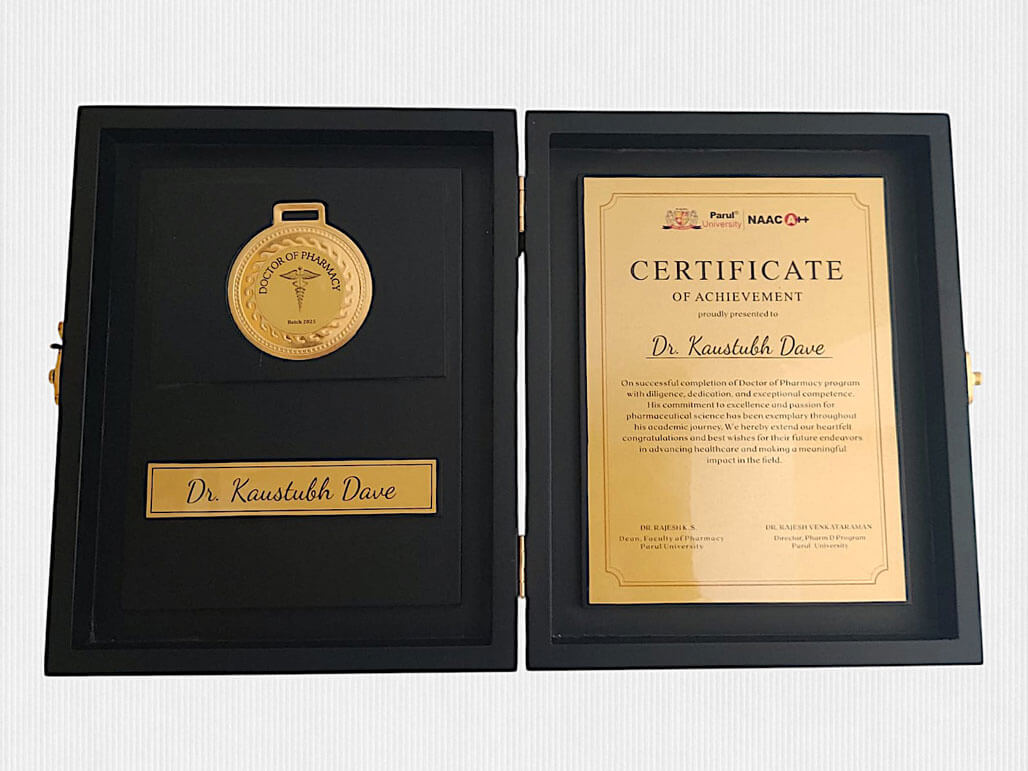 DOCTOR OF PHARMACY
Batch 2025
Dr. Kaustubh Dave
Parul®
University
NAAC A++
CERTIFICATE
OF ACHIEVEMENT
proudly presented to
Dr. Kaustubh Dave
On successful completion of Doctor of Pharmacy program
with diligence, dedication, and exceptional competence.
His commitment to excellence and passion for
pharmaceutical science has been exemplary throughout
his academic journey. We hereby extend our heartfelt
congratulations and best wishes for their future endeavors
in advancing healthcare and making a meaningful
impact in the field.
DR. RAJESH K.S.
Dean, Faculty of Pharmacy
Parul University
DR. RAJESH VENKATARAMAN
Director, Pharm D Program
Parul University